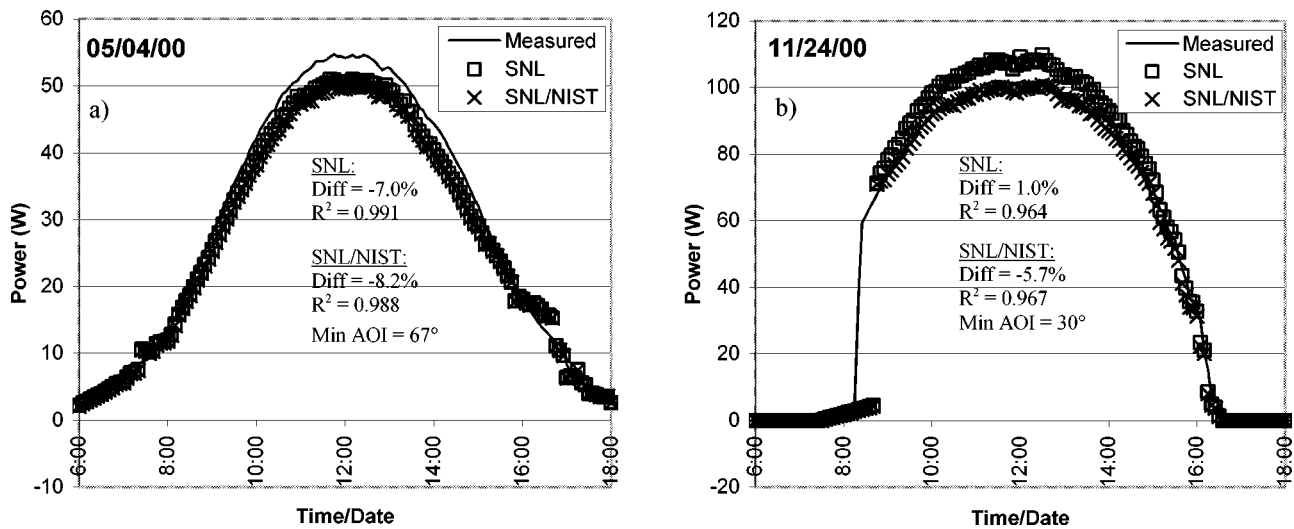 05/04/00
a)
Measured
SNL
SNL/NIST
SNL:
Diff = -7.0%
R² = 0.991
SNL/NIST:
Diff = -8.2%
R² = 0.988
Min AOI = 67°
Power (W)
60
50
40
30
20
10
0
-10
6:00
8:00
10:00
12:00
14:00
16:00
18:00
Time/Date
11/24/00
b)
Measured
SNL
SNL/NIST
SNL:
Diff = 1.0%
R² = 0.964
SNL/NIST:
Diff = -5.7%
R² = 0.967
Min AOI = 30°
Power (W)
120
100
80
60
40
20
0
-20
6:00
8:00
10:00
12:00
14:00
16:00
18:00
Time/Date